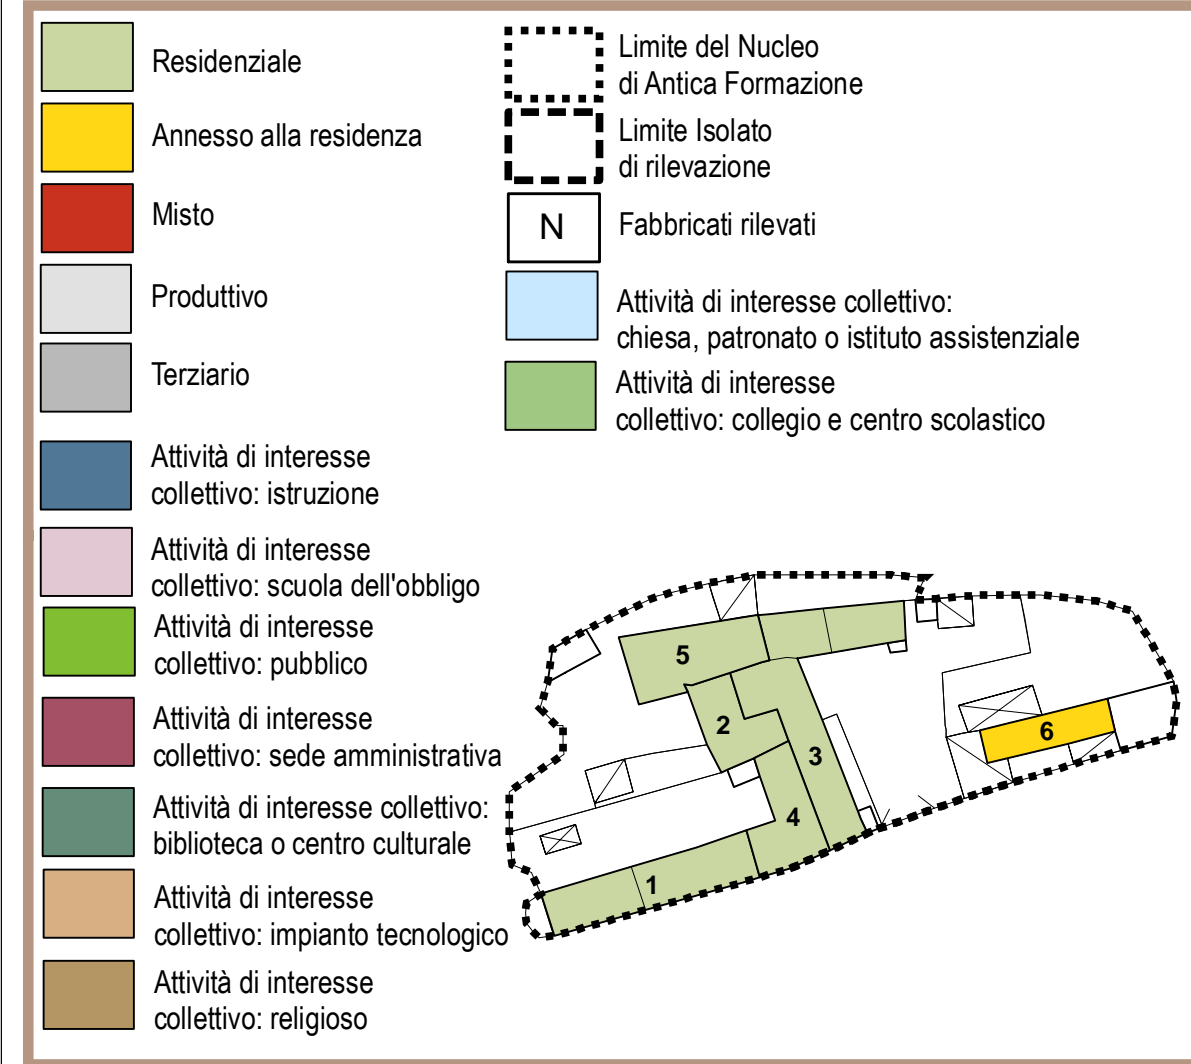 Residenziale
Annesso alla residenza
Misto
Produttivo
Terziario
Attività di interesse
collettivo: istruzione
Attività di interesse
collettivo: scuola dell'obbligo
Attività di interesse
collettivo: pubblico
Attività di interesse
collettivo: sede amministrativa
Attività di interesse collettivo:
biblioteca o centro culturale
Attività di interesse
collettivo: impianto tecnologico
Attività di interesse
collettivo: religioso
Limite del Nucleo
di Antica Formazione
Limite Isolato
di rilevazione
N
Fabbricati rilevati
Attività di interesse collettivo:
chiesa, patronato o istituto assistenziale
Attività di interesse
collettivo: collegio e centro scolastico
5
2
3
6
4
1